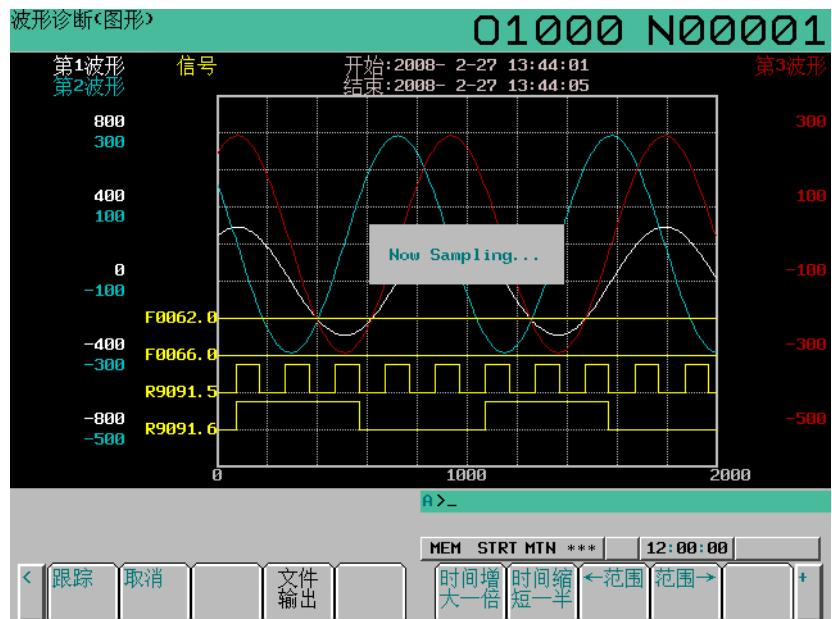 波形诊断(图形)
O1000 N00001
第1波形 信号 开始:2008- 2-27 13:44:01 第3波形
第2波形 结束:2008- 2-27 13:44:05
800 300
300
400 100
100
Now Sampling...
0 -100
-100
F0062.0
-400 -300
F0066.0
-300
R9091.5
-800 -500
R9091.6
-500
0 1000 2000
A>_
MEM STRT MTN *** 12:00:00
< 跟踪 取消 文件 时间增 时间缩 ←范围 范围→ +
输出 大一倍 短一半